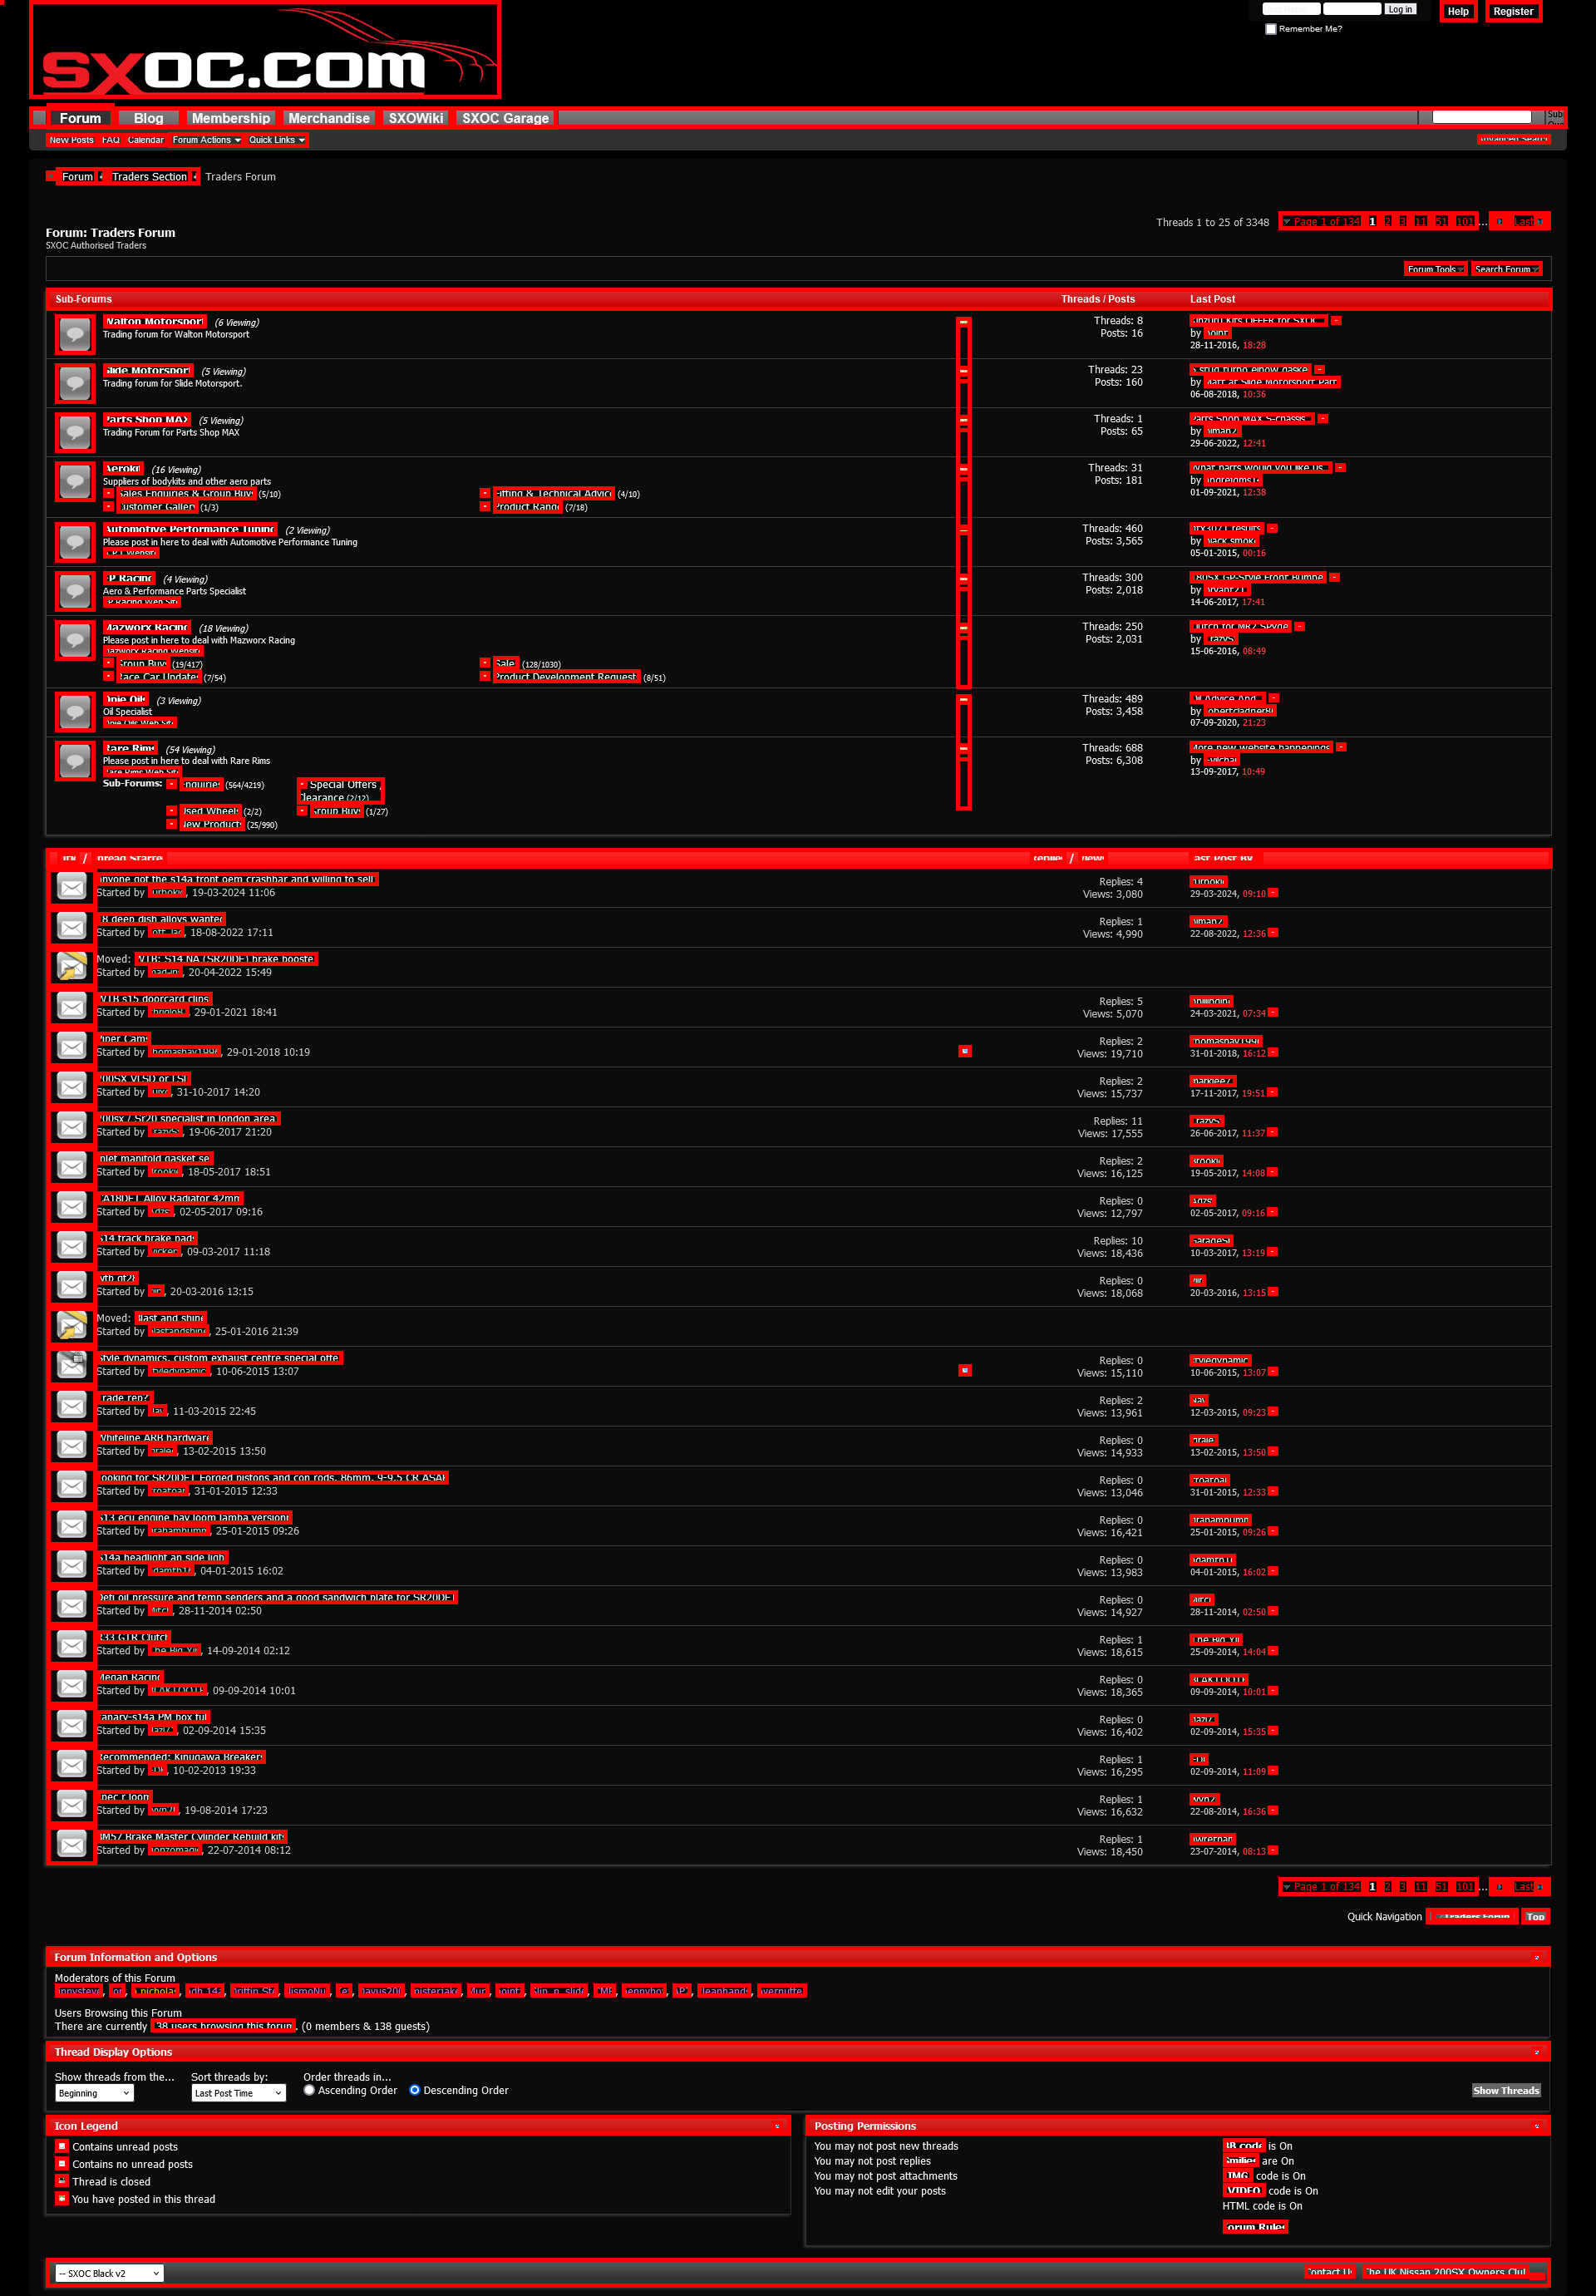 sxoc.com
Log in
Help
Register
Remember Me?
Forum
Blog
Membership
Merchandise
SXOWiki
SXOC Garage
New Posts FAQ Calendar Forum Actions Quick Links
Advanced Search
Forum Traders Section Traders Forum
Threads 1 to 25 of 3348 Page 1 of 134 1 2 3 11 51 101 ... Last
Forum: Traders Forum
SXOC Authorised Traders
Forum Tools Search Forum
Sub-Forums Threads / Posts Last Post
Walton Motorsport (6 Viewing) Threads: 8
Trading forum for Walton Motorsport Posts: 16 by
28-11-2016, 18:28
Slide Motorsport (5 Viewing) Threads: 23
Trading forum for Slide Motorsport. Posts: 160 by Matt at Slide Motorsport
06-08-2018, 10:36
Parts Shop MAX (5 Viewing) Threads: 1 Parts Shop MAX S-chassis
Trading Forum for Parts Shop MAX Posts: 65 by
29-06-2022, 12:41
(16 Viewing) Threads: 31 What parts would you like us
Suppliers of bodykits and other aero parts Posts: 181 by
Sales Enquiries & Group Buys (5/10) Fitting & Technical Advice (4/10) 01-09-2021, 12:38
Customer Gallery (1/3) Product Range (7/18)
Automotive Performance Tuning (2 Viewing) Threads: 460
Please post in here to deal with Automotive Performance Tuning Posts: 3,565 by black smoke
05-01-2015, 00:16
Racing (4 Viewing) Threads: 300 180SX GP-Style Front Bumper
Aero & Performance Parts Specialist Posts: 2,018 by
Racing Web Site 14-06-2017, 17:41
Mazworx Racing (18 Viewing) Threads: 250 Clutch for MR2 Spyder
Please post in here to deal with Mazworx Racing Posts: 2,031 by
Mazworx Racing Website 15-06-2016, 08:49
Group Buys (19/417) Sales (128/1030)
Race Car Updates (7/54) Product Development Requests (8/51)
Opie Oils (3 Viewing) Threads: 489 Oil Advice And
Oil Specialist Posts: 3,458 by
Opie Oils Web Site 07-09-2020, 21:23
Rare Rims (54 Viewing) Threads: 688 More new website happenings
Please post in here to deal with Rare Rims Posts: 6,308 by
Rare Rims Web Site 13-09-2017, 10:49
Sub-Forums: Enquiries (564/4219) Special Offers /
Clearance (2/12)
Used Wheels (2/2) Group Buys (1/27)
New Products (25/990)
Title / Thread Starter Replies / Views Last Post By
anyone got the s14a front oem crashbar and willing to sell Replies: 4
Started by , 19-03-2024 11:06 Views: 3,080 29-03-2024, 09:10
18 deep dish alloys wanted Replies: 1
Started by , 18-08-2022 17:11 Views: 4,990 22-08-2022, 12:36
Moved: WTB: S14 NA (SR20DE) brake booster
Started by , 20-04-2022 15:49
WTB s15 doorcard clips Replies: 5
Started by , 29-01-2021 18:41 Views: 5,070 24-03-2021, 07:34
Piper Cams Replies: 2
Started by , 29-01-2018 10:19 Views: 19,710 31-01-2018, 16:12
200SX VLSD or LSD Replies: 2
Started by , 31-10-2017 14:20 Views: 15,737 17-11-2017, 19:51
200sx / Sr20 specialist in london area Replies: 11
Started by , 19-06-2017 21:20 Views: 17,555 26-06-2017, 11:37
inlet manifold gasket set Replies: 2
Started by , 18-05-2017 18:51 Views: 16,125 19-05-2017, 14:08
CA18DET Alloy Radiator 42mm Replies: 0
Started by , 02-05-2017 09:16 Views: 12,797 02-05-2017, 09:16
S14 track brake pads Replies: 10
Started by , 09-03-2017 11:18 Views: 18,436 10-03-2017, 13:19
wtb gt28 Replies: 0
Started by , 20-03-2016 13:15 Views: 18,068 20-03-2016, 13:15
Moved: Blast and shine
Started by blastandshine, 25-01-2016 21:39
Style dynamics, custom exhaust centre special offer Replies: 0 styledynamics
Started by styledynamics, 10-06-2015 13:07 Views: 15,110 10-06-2015, 13:07
Trade rep? Replies: 2
Started by , 11-03-2015 22:45 Views: 13,961 12-03-2015, 09:23
Whiteline ARB hardware Replies: 0
Started by , 13-02-2015 13:50 Views: 14,933 13-02-2015, 13:50
Looking for SR20DET Forged pistons and con rods, 86mm, 9-9.5 CR ASAP Replies: 0
Started by , 31-01-2015 12:33 Views: 13,046 31-01-2015, 12:33
S13 ecu engine bay loom lamba version Replies: 0
Started by , 25-01-2015 09:26 Views: 16,421 25-01-2015, 09:26
S14a headlight an side light Replies: 0
Started by , 04-01-2015 16:02 Views: 13,983 04-01-2015, 16:02
Defi oil pressure and temp senders and a good sandwich plate for SR20DET Replies: 0
Started by , 28-11-2014 02:50 Views: 14,927 28-11-2014, 02:50
R33 GTR Clutch Replies: 1
Started by The Big Yin, 14-09-2014 02:12 Views: 18,615 25-09-2014, 14:04
Megan Racing Replies: 0
Started by , 09-09-2014 10:01 Views: 18,365 09-09-2014, 10:01
canary-s14a PM box full Replies: 0
Started by , 02-09-2014 15:35 Views: 16,402 02-09-2014, 15:35
Recommended: Kinugawa Breakers Replies: 1
Started by , 10-02-2013 19:33 Views: 16,295 02-09-2014, 11:09
spec r loom Replies: 1
Started by , 19-08-2014 17:23 Views: 16,632 22-08-2014, 16:36
BM57 Brake Master Cylinder Rebuild kits Replies: 1
Started by , 22-07-2014 08:12 Views: 18,450 23-07-2014, 08:13
Page 1 of 134 1 2 3 11 51 101 ... Last
Quick Navigation Traders Forum Top
Forum Information and Options
Moderators of this Forum
Users Browsing this Forum
There are currently 138 users browsing this forum. (0 members & 138 guests)
Thread Display Options
Show threads from the... Sort threads by: Order threads in...
Beginning Last Post Time Ascending Order Descending Order Show Threads
Icon Legend Posting Permissions
Contains unread posts
Contains no unread posts
Thread is closed
You have posted in this thread
You may not post new threads
You may not post replies
You may not post attachments
You may not edit your posts
BB code is On
Smilies are On
[IMG] code is On
[VIDEO] code is On
HTML code is On
Forum Rules
-- SXOC Black v2 Contact Us The UK Nissan 200SX Owners Club